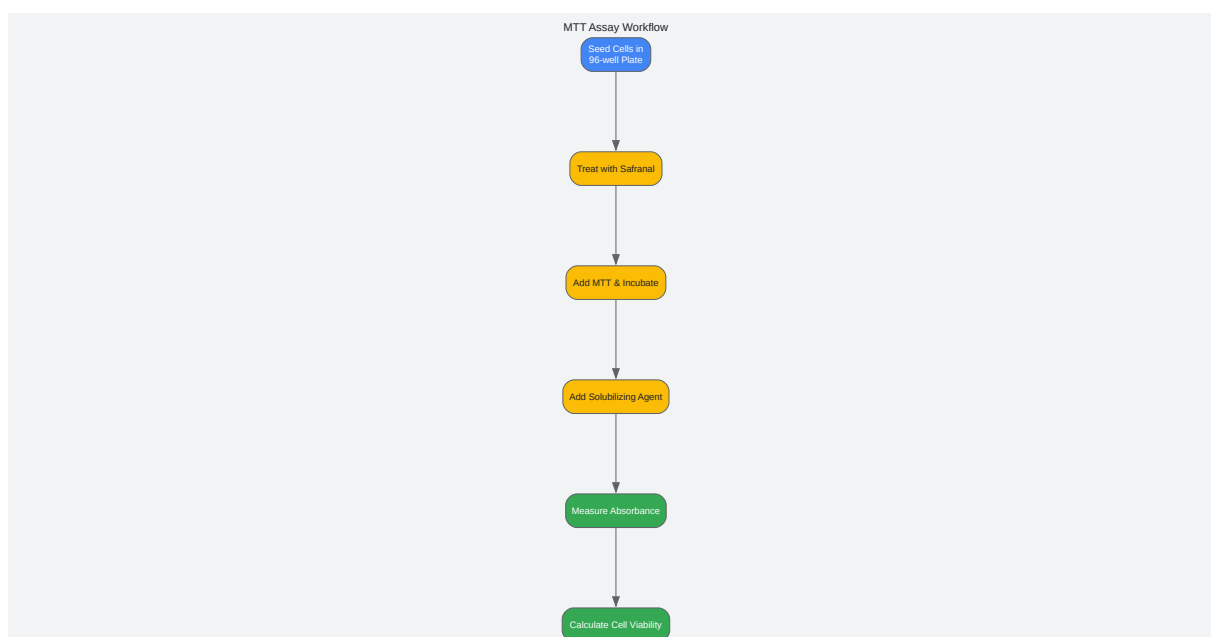 MTT Assay Workflow
Seed Cells in
96-well Plate
Treat with Safranal
Add MTT & Incubate
Add Solubilizing Agent
Measure Absorbance
Calculate Cell Viability